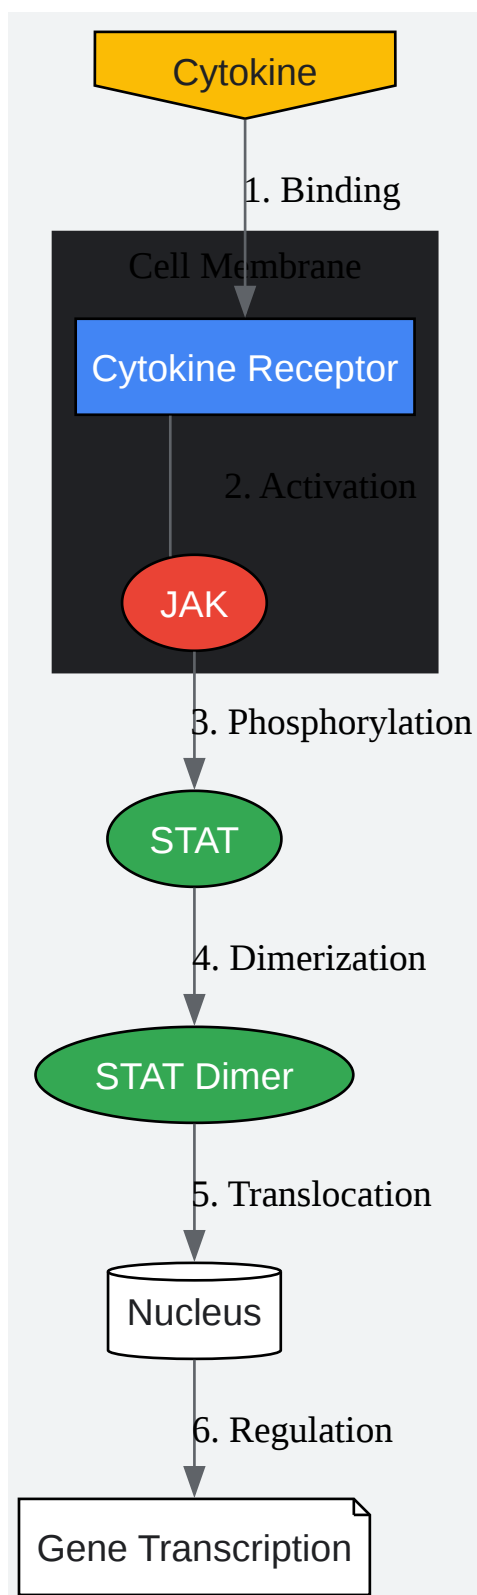 Cytokine
1. Binding
Cell Membrane
Cytokine Receptor
2. Activation
JAK
3. Phosphorylation
STAT
4. Dimerization
STAT Dimer
5. Translocation
Nucleus
6. Regulation
Gene Transcription